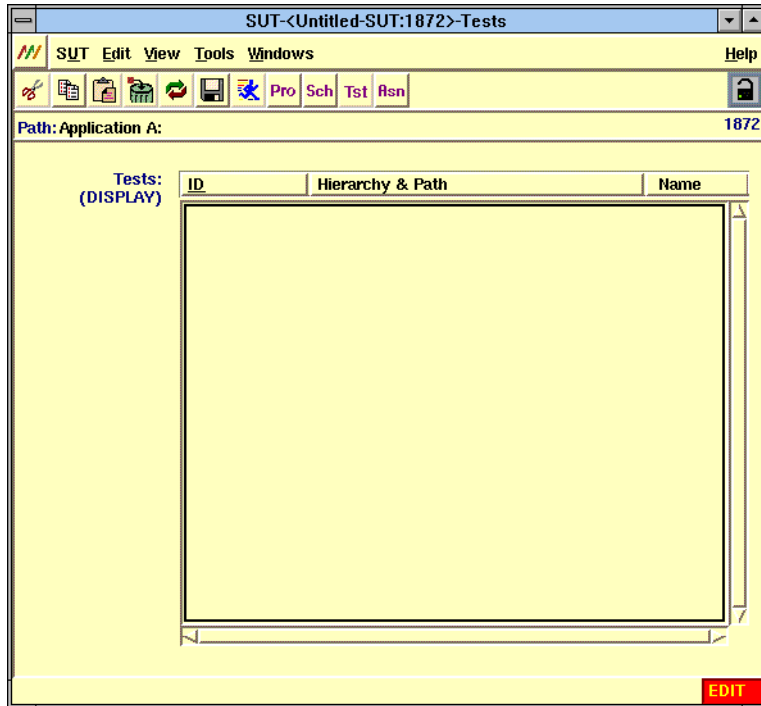 SUT-<Untitled-SUT:1872>-Tests
SUT Edit View Tools Windows Help
Pro Sch Tst Asn
Path: Application A: 1872
Tests: ID Hierarchy & Path Name
(DISPLAY)
EDIT